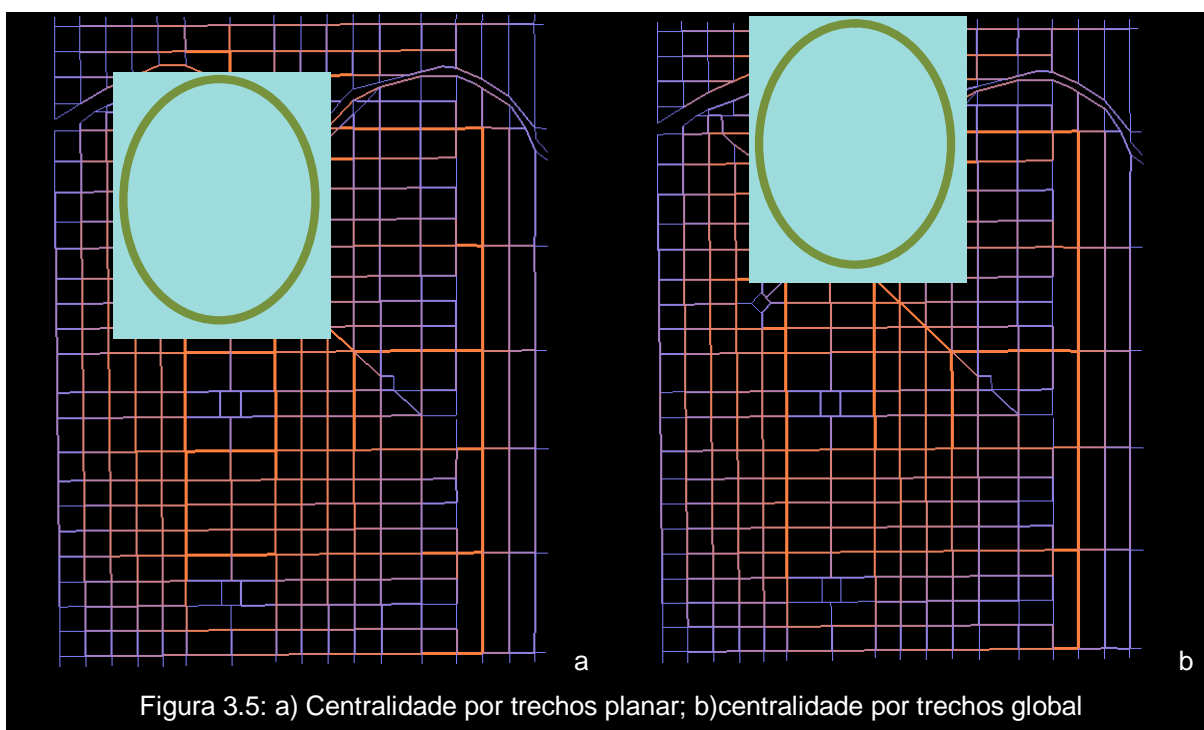 a
b
Figura 3.5: a) Centralidade por trechos planar; b)centralidade por trechos global